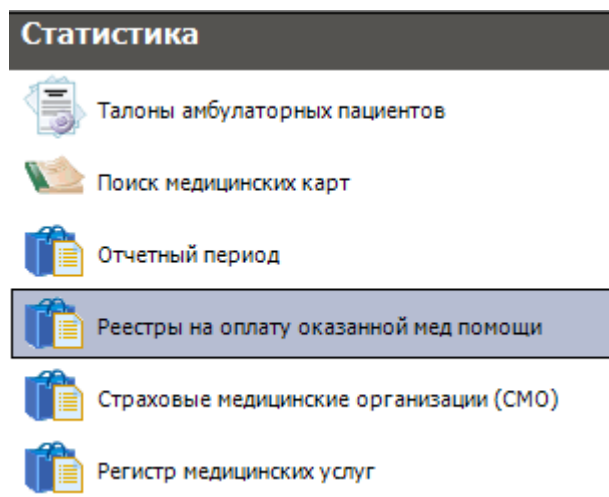 Статистика
Талоны амбулаторных пациентов
Поиск медицинских карт
Отчетный период
Реестры на оплату оказанной мед помощи
Страховые медицинские организации (СМО)
Регистр медицинских услуг